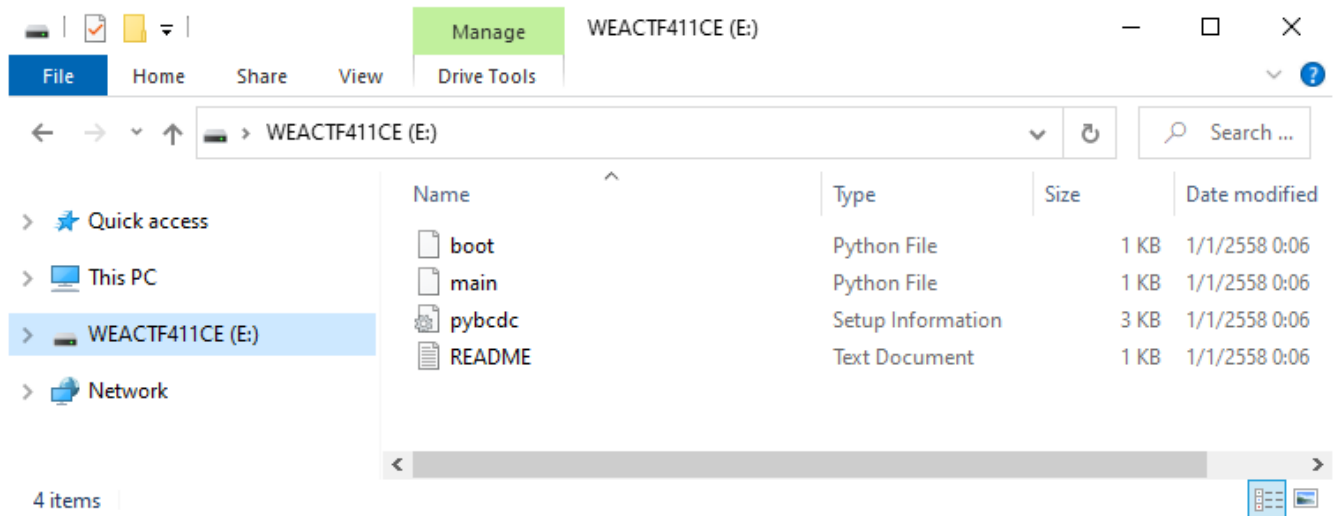 Manage WEACTF411CE (E:)
File Home Share View Drive Tools
WEACTF411CE (E:) Search ...
Name Type Size Date modified
Quick access
This PC
WEACTF411CE (E:)
Network
boot Python File 1 KB 1/1/2558 0:06
main Python File 1 KB 1/1/2558 0:06
pybcdc Setup Information 3 KB 1/1/2558 0:06
README Text Document 1 KB 1/1/2558 0:06
4 items